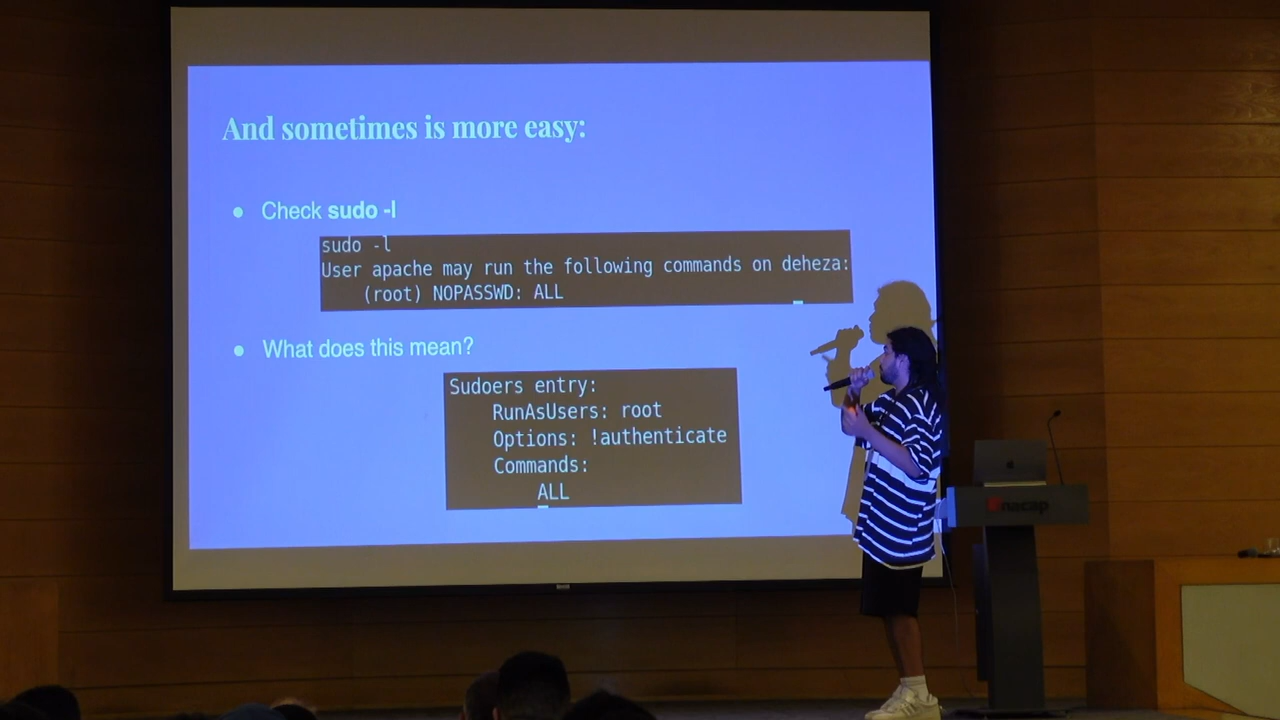 And sometimes is more easy:
Check sudo -l
sudo -l
User apache may run the following commands on deheza:
(root) NOPASSWD: ALL
What does this mean?
Sudoers entry:
RunAsUsers: root
Options: !authenticate
Commands:
ALL
inacap